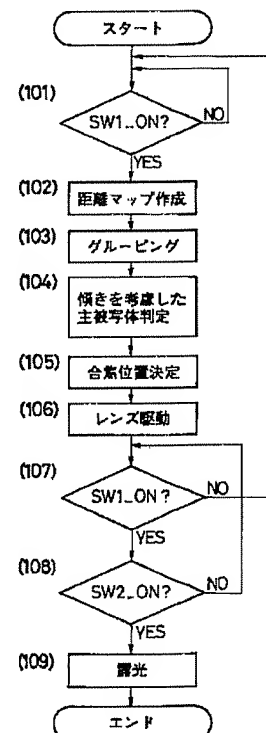 スタート
(101)
SW1_ON?
NO
YES
(102)
距離マップ作成
(103)
グルーピング
(104)
傾きを考慮した
主被写体判定
(105)
合焦位置決定
(106)
レンズ駆動
(107)
SW1_ON?
NO
YES
(108)
SW2_ON?
NO
YES
(109)
露光
エンド